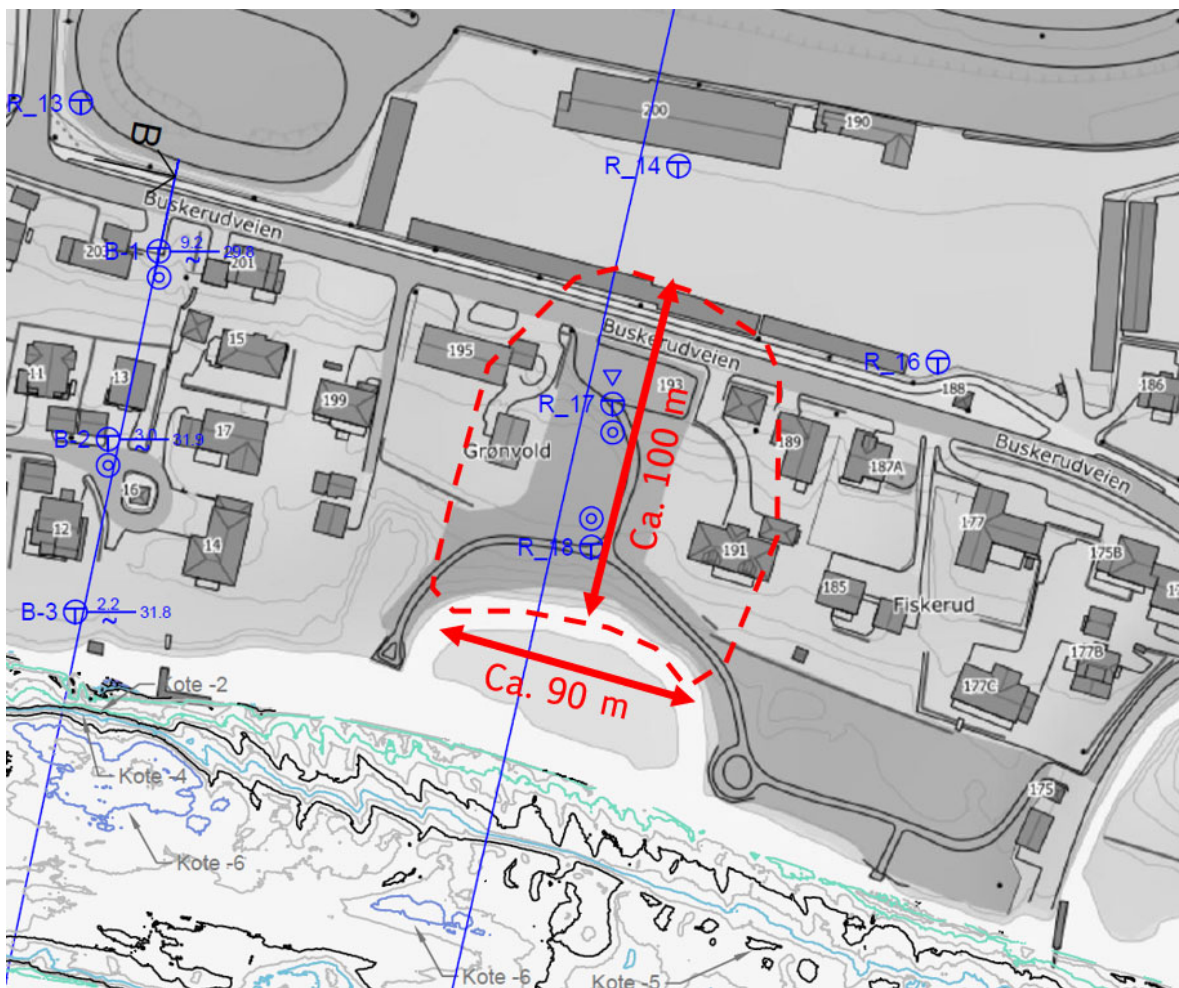 R_13
B
200
190
R_14
Buskerudveien
B-1
9.2
29.8
201
15
11
13
195
Buskerudveien
R_16
188
186
199
193
R_17
B-2
3.0
31.9
17
Grønvold
189
187A
Buskerudveien
Ca. 100 m
16
12
14
R_18
191
177
175B
185
Fiskerud
B-3
2.2
31.8
177B
177C
Kote -2
Ca. 90 m
Kote -4
175
Kote -6
Kote -6
Kote -5